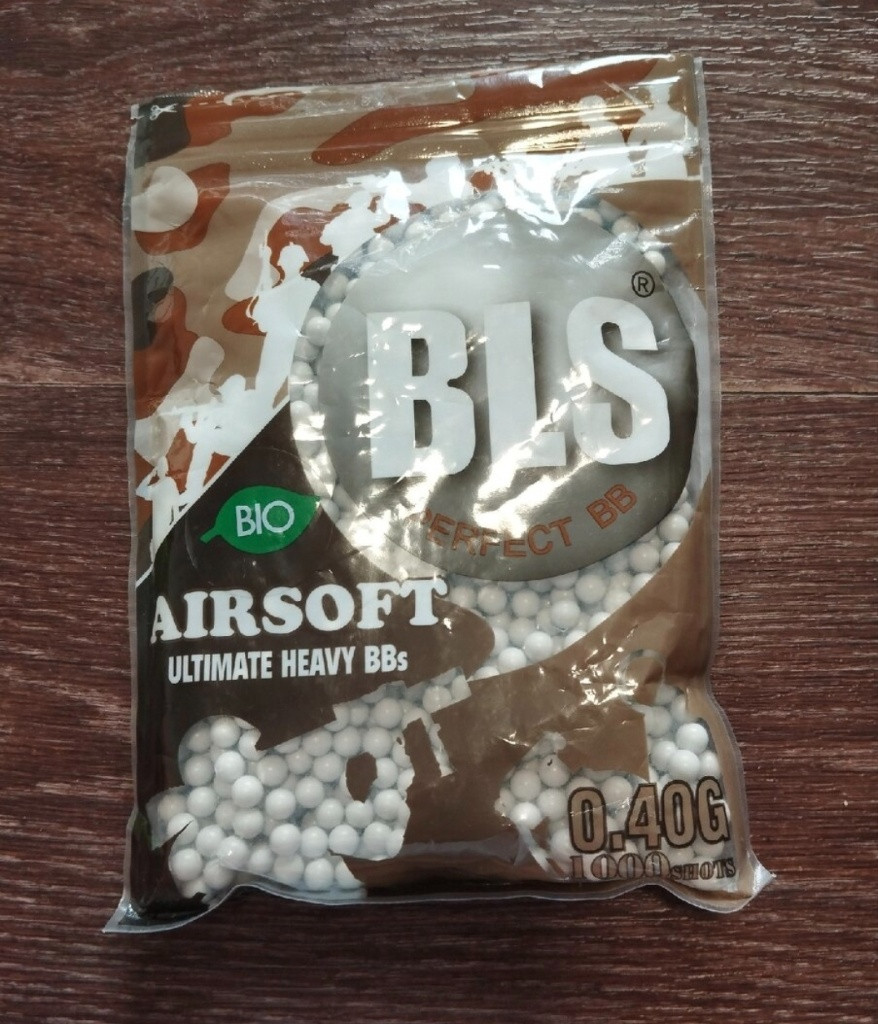 BLS®
PERFECT BB
BIO
AIRSOFT
ULTIMATE HEAVY BBs
0.40G
1000 SHOTS